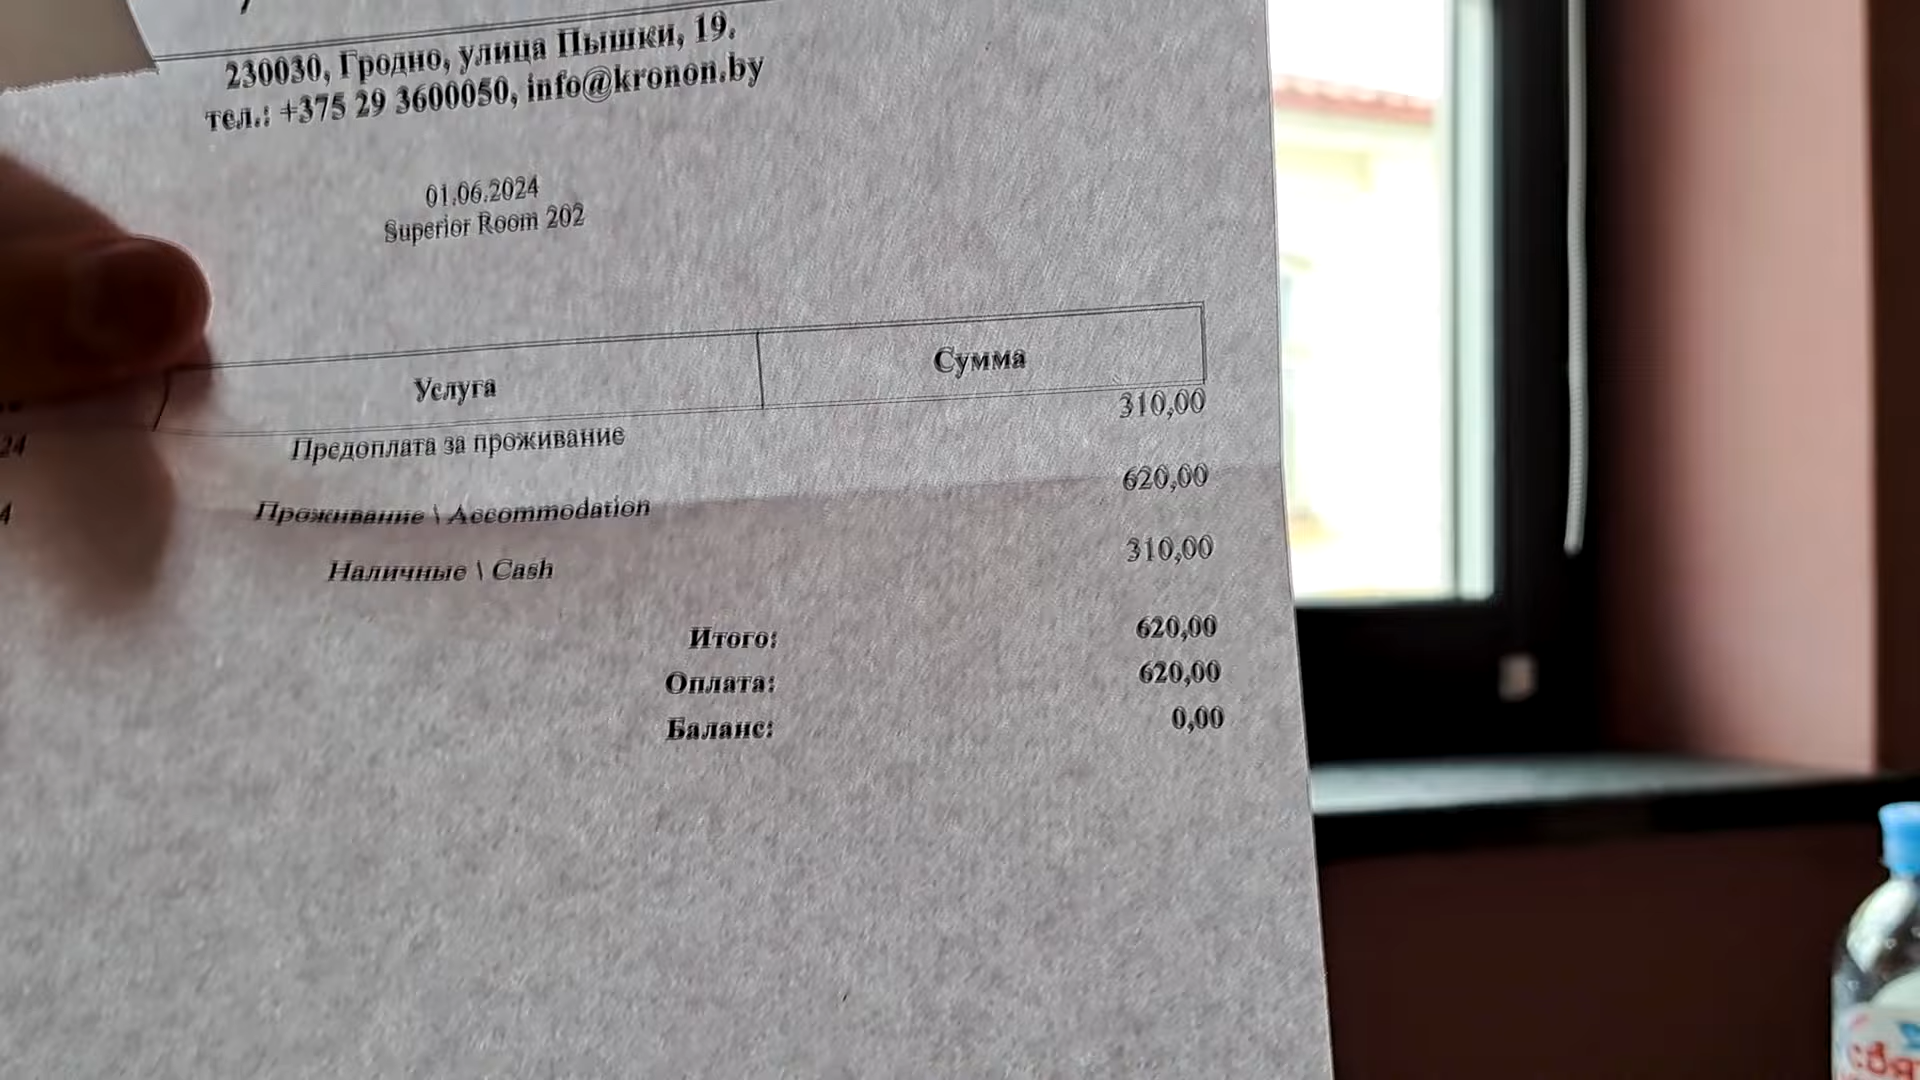 230030, Гродно, улица Пышки, 19.
тел.: +375 29 3600050, info@kronon.by
01.06.2024
Superior Room 202
Услуга Сумма
24 Предоплата за проживание 310,00
4 Проживание \ Accommodation 620,00
Наличные \ Cash 310,00
Итого: 620,00
Оплата: 620,00
Баланс: 0,00